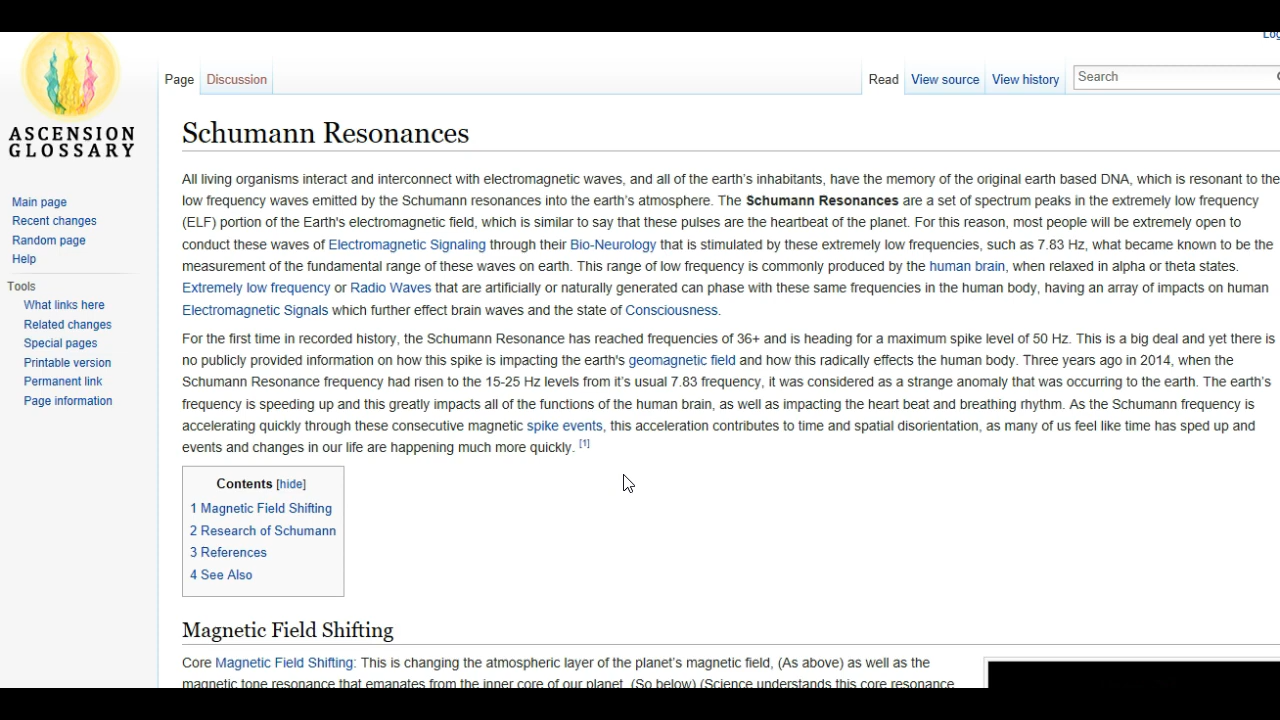 Log
ASCENSION
GLOSSARY
Page
Discussion
Read
View source
View history
Search
Main page
Recent changes
Random page
Help
Tools
What links here
Related changes
Special pages
Printable version
Permanent link
Page information
Schumann Resonances
All living organisms interact and interconnect with electromagnetic waves, and all of the earth's inhabitants, have the memory of the original earth based DNA, which is resonant to the
low frequency waves emitted by the Schumann resonances into the earth's atmosphere. The Schumann Resonances are a set of spectrum peaks in the extremely low frequency
(ELF) portion of the Earth's electromagnetic field, which is similar to say that these pulses are the heartbeat of the planet. For this reason, most people will be extremely open to
conduct these waves of Electromagnetic Signaling through their Bio-Neurology that is stimulated by these extremely low frequencies, such as 7.83 Hz, what became known to be the
measurement of the fundamental range of these waves on earth. This range of low frequency is commonly produced by the human brain, when relaxed in alpha or theta states.
Extremely low frequency or Radio Waves that are artificially or naturally generated can phase with these same frequencies in the human body, having an array of impacts on human
Electromagnetic Signals which further effect brain waves and the state of Consciousness.
For the first time in recorded history, the Schumann Resonance has reached frequencies of 36+ and is heading for a maximum spike level of 50 Hz. This is a big deal and yet there is
no publicly provided information on how this spike is impacting the earth's geomagnetic field and how this radically effects the human body. Three years ago in 2014, when the
Schumann Resonance frequency had risen to the 15-25 Hz levels from it's usual 7.83 frequency, it was considered as a strange anomaly that was occurring to the earth. The earth's
frequency is speeding up and this greatly impacts all of the functions of the human brain, as well as impacting the heart beat and breathing rhythm. As the Schumann frequency is
accelerating quickly through these consecutive magnetic spike events, this acceleration contributes to time and spatial disorientation, as many of us feel like time has sped up and
events and changes in our life are happening much more quickly. [1]
Contents [hide]
1 Magnetic Field Shifting
2 Research of Schumann
3 References
4 See Also
Magnetic Field Shifting
Core Magnetic Field Shifting: This is changing the atmospheric layer of the planet's magnetic field, (As above) as well as the
magnetic tone resonance that emanates from the inner core of our planet. (So below) (Science understands this core resonance